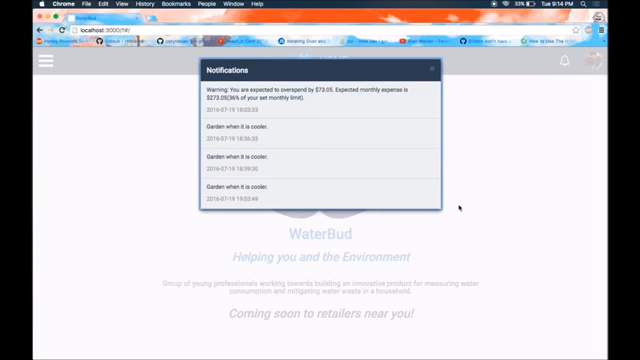 Chrome File Edit View History Bookmarks People Window Help 33% Tue 9:14 PM
WaterBud
localhost:3000/?#/
Notifications
Warning: You are expected to overspend by $73.05. Expected monthly expense is
$273.05(36% of your set monthly limit).
2016-07-19 18:03:33
Garden when it is cooler.
2016-07-19 18:36:33
Garden when it is cooler.
2016-07-19 18:39:30
Garden when it is cooler.
2016-07-19 19:03:49
WaterBud
Helping you and the Environment
Group of young professionals working towards building an innovative product for measuring water
consumption and mitigating water waste in a household.
Coming soon to retailers near you!